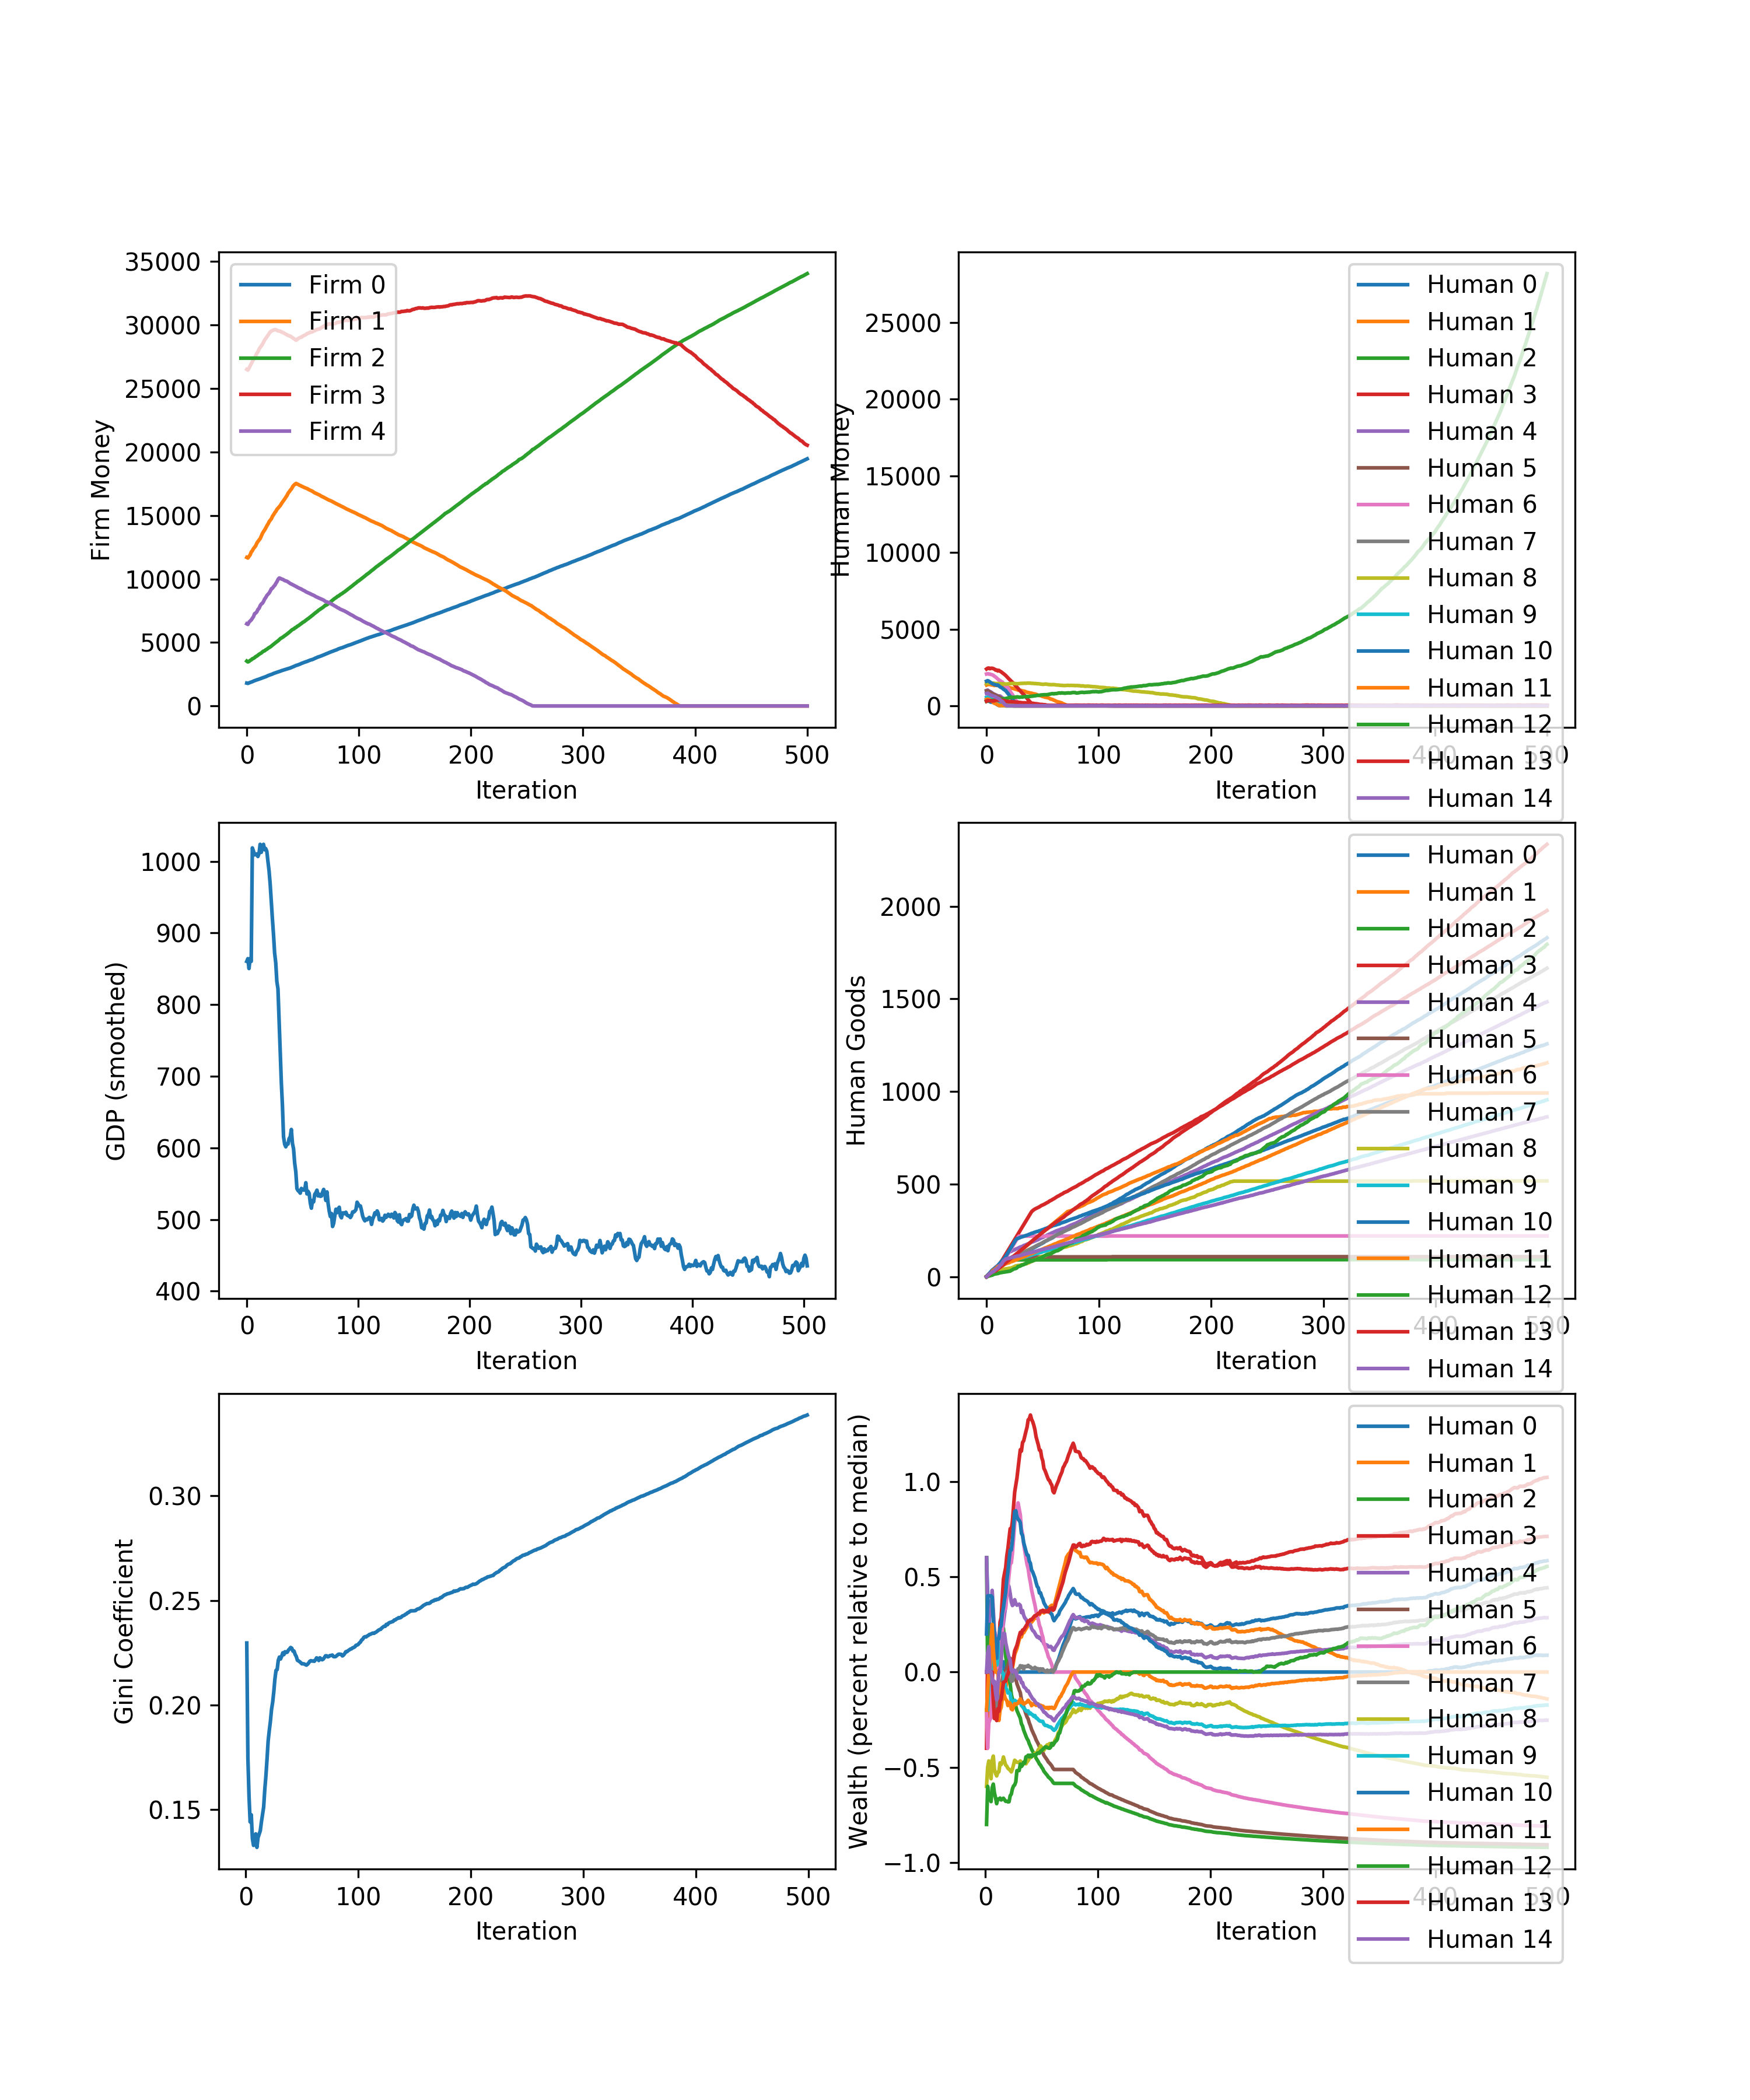 Firm Money
35000
30000
25000
20000
15000
10000
5000
0
Firm 0
Firm 1
Firm 2
Firm 3
Firm 4
0 100 200 300 400 500
Iteration
Human Money
25000
20000
15000
10000
5000
0
Human 0
Human 1
Human 2
Human 3
Human 4
Human 5
Human 6
Human 7
Human 8
Human 9
Human 10
Human 11
Human 12
Human 13
Human 14
0 100 200 300 400 500
Iteration
GDP (smoothed)
1000
900
800
700
600
500
400
0 100 200 300 400 500
Iteration
Human Goods
2000
1500
1000
500
0
Human 0
Human 1
Human 2
Human 3
Human 4
Human 5
Human 6
Human 7
Human 8
Human 9
Human 10
Human 11
Human 12
Human 13
Human 14
0 100 200 300 400 500
Iteration
Gini Coefficient
0.30
0.25
0.20
0.15
0 100 200 300 400 500
Iteration
Wealth (percent relative to median)
1.0
0.5
0.0
−0.5
−1.0
Human 0
Human 1
Human 2
Human 3
Human 4
Human 5
Human 6
Human 7
Human 8
Human 9
Human 10
Human 11
Human 12
Human 13
Human 14
0 100 200 300 400 500
Iteration